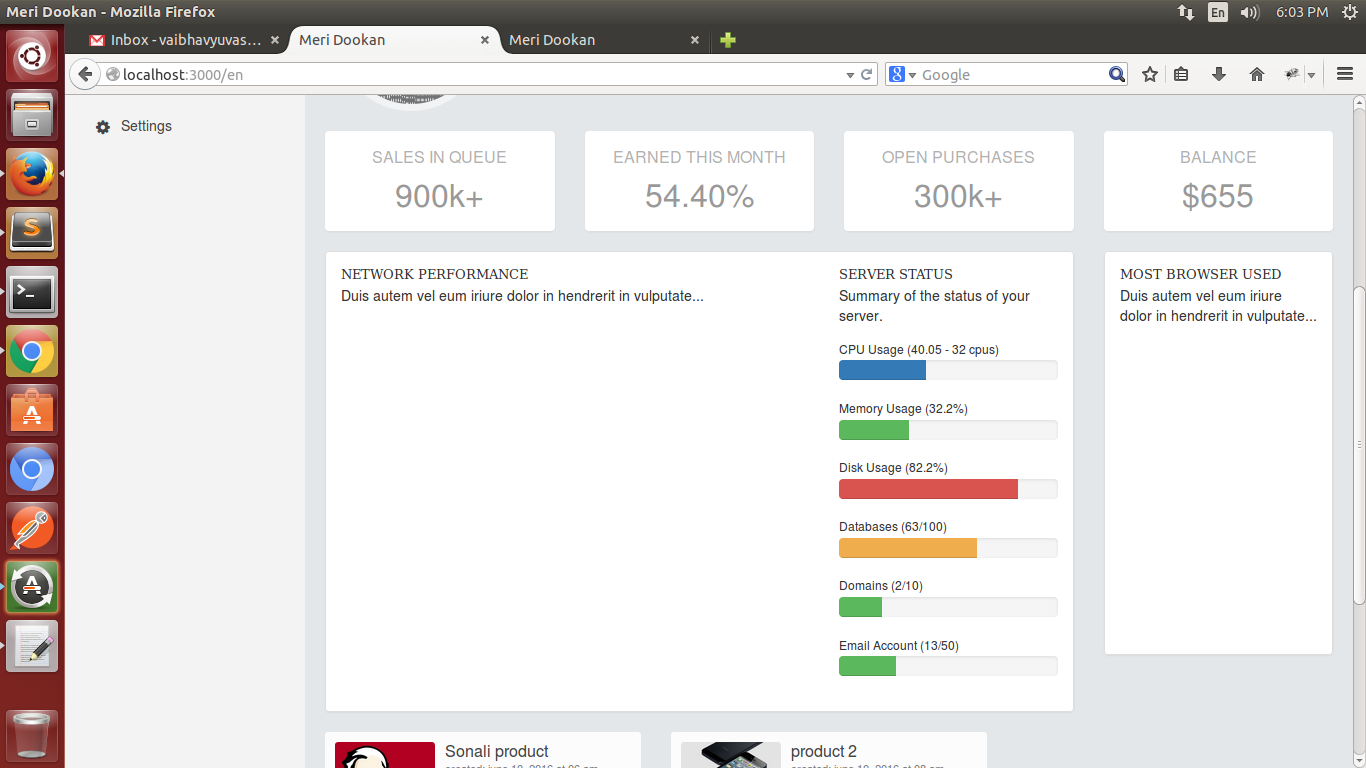 Meri Dookan - Mozilla Firefox
En
6:03 PM
Inbox - vaibhavyuvas...
Meri Dookan
Meri Dookan
localhost:3000/en
Google
Settings
SALES IN QUEUE
900k+
EARNED THIS MONTH
54.40%
OPEN PURCHASES
300k+
BALANCE
$655
NETWORK PERFORMANCE
Duis autem vel eum iriure dolor in hendrerit in vulputate...
SERVER STATUS
Summary of the status of your
server.
CPU Usage (40.05 - 32 cpus)
Memory Usage (32.2%)
Disk Usage (82.2%)
Databases (63/100)
Domains (2/10)
Email Account (13/50)
MOST BROWSER USED
Duis autem vel eum iriure
dolor in hendrerit in vulputate...
Sonali product
product 2